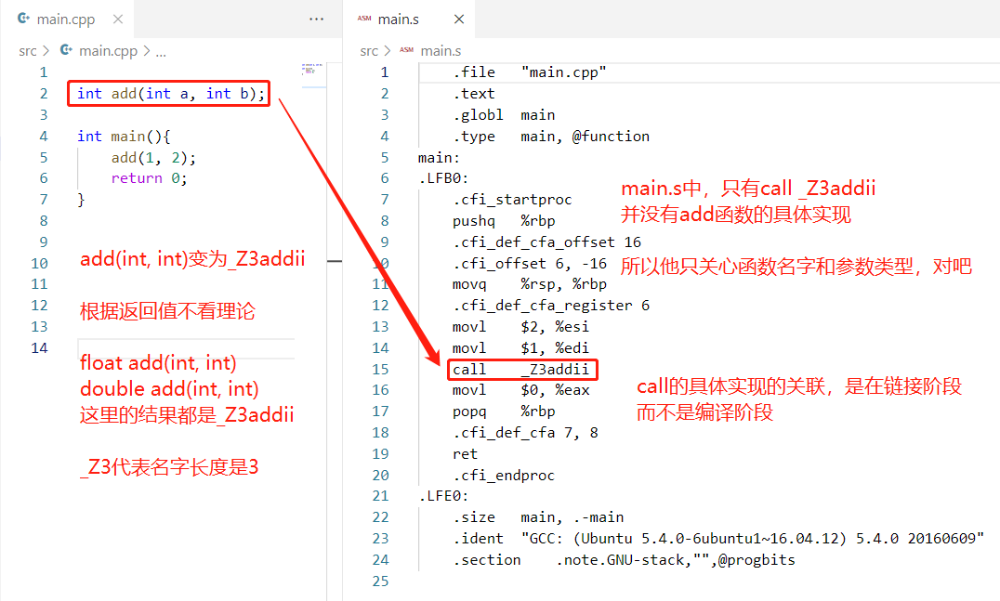 main.cpp
src > main.cpp > ...
1
2 int add(int a, int b);
3
4 int main(){
5 add(1, 2);
6 return 0;
7 }
8
9
10
11
12
13
14
add(int, int)变为_Z3addii
根据返回值不看理论
float add(int, int)
double add(int, int)
这里的结果都是_Z3addii
_Z3代表名字长度是3
ASM main.s
src > ASM main.s
1 .file "main.cpp"
2 .text
3 .globl main
4 .type main, @function
5 main:
6 .LFB0:
7 .cfi_startproc
8 pushq %rbp
9 .cfi_def_cfa_offset 16
10 .cfi_offset 6, -16
11 movq %rsp, %rbp
12 .cfi_def_cfa_register 6
13 movl $2, %esi
14 movl $1, %edi
15 call _Z3addii
16 movl $0, %eax
17 popq %rbp
18 .cfi_def_cfa 7, 8
19 ret
20 .cfi_endproc
21 .LFE0:
22 .size main, .-main
23 .ident "GCC: (Ubuntu 5.4.0-6ubuntu1~16.04.12) 5.4.0 20160609"
24 .section .note.GNU-stack,"",@progbits
25
main.s中，只有call _Z3addii
并没有add函数的具体实现
所以他只关心函数名字和参数类型，对吧
call的具体实现的关联，是在链接阶段
而不是编译阶段